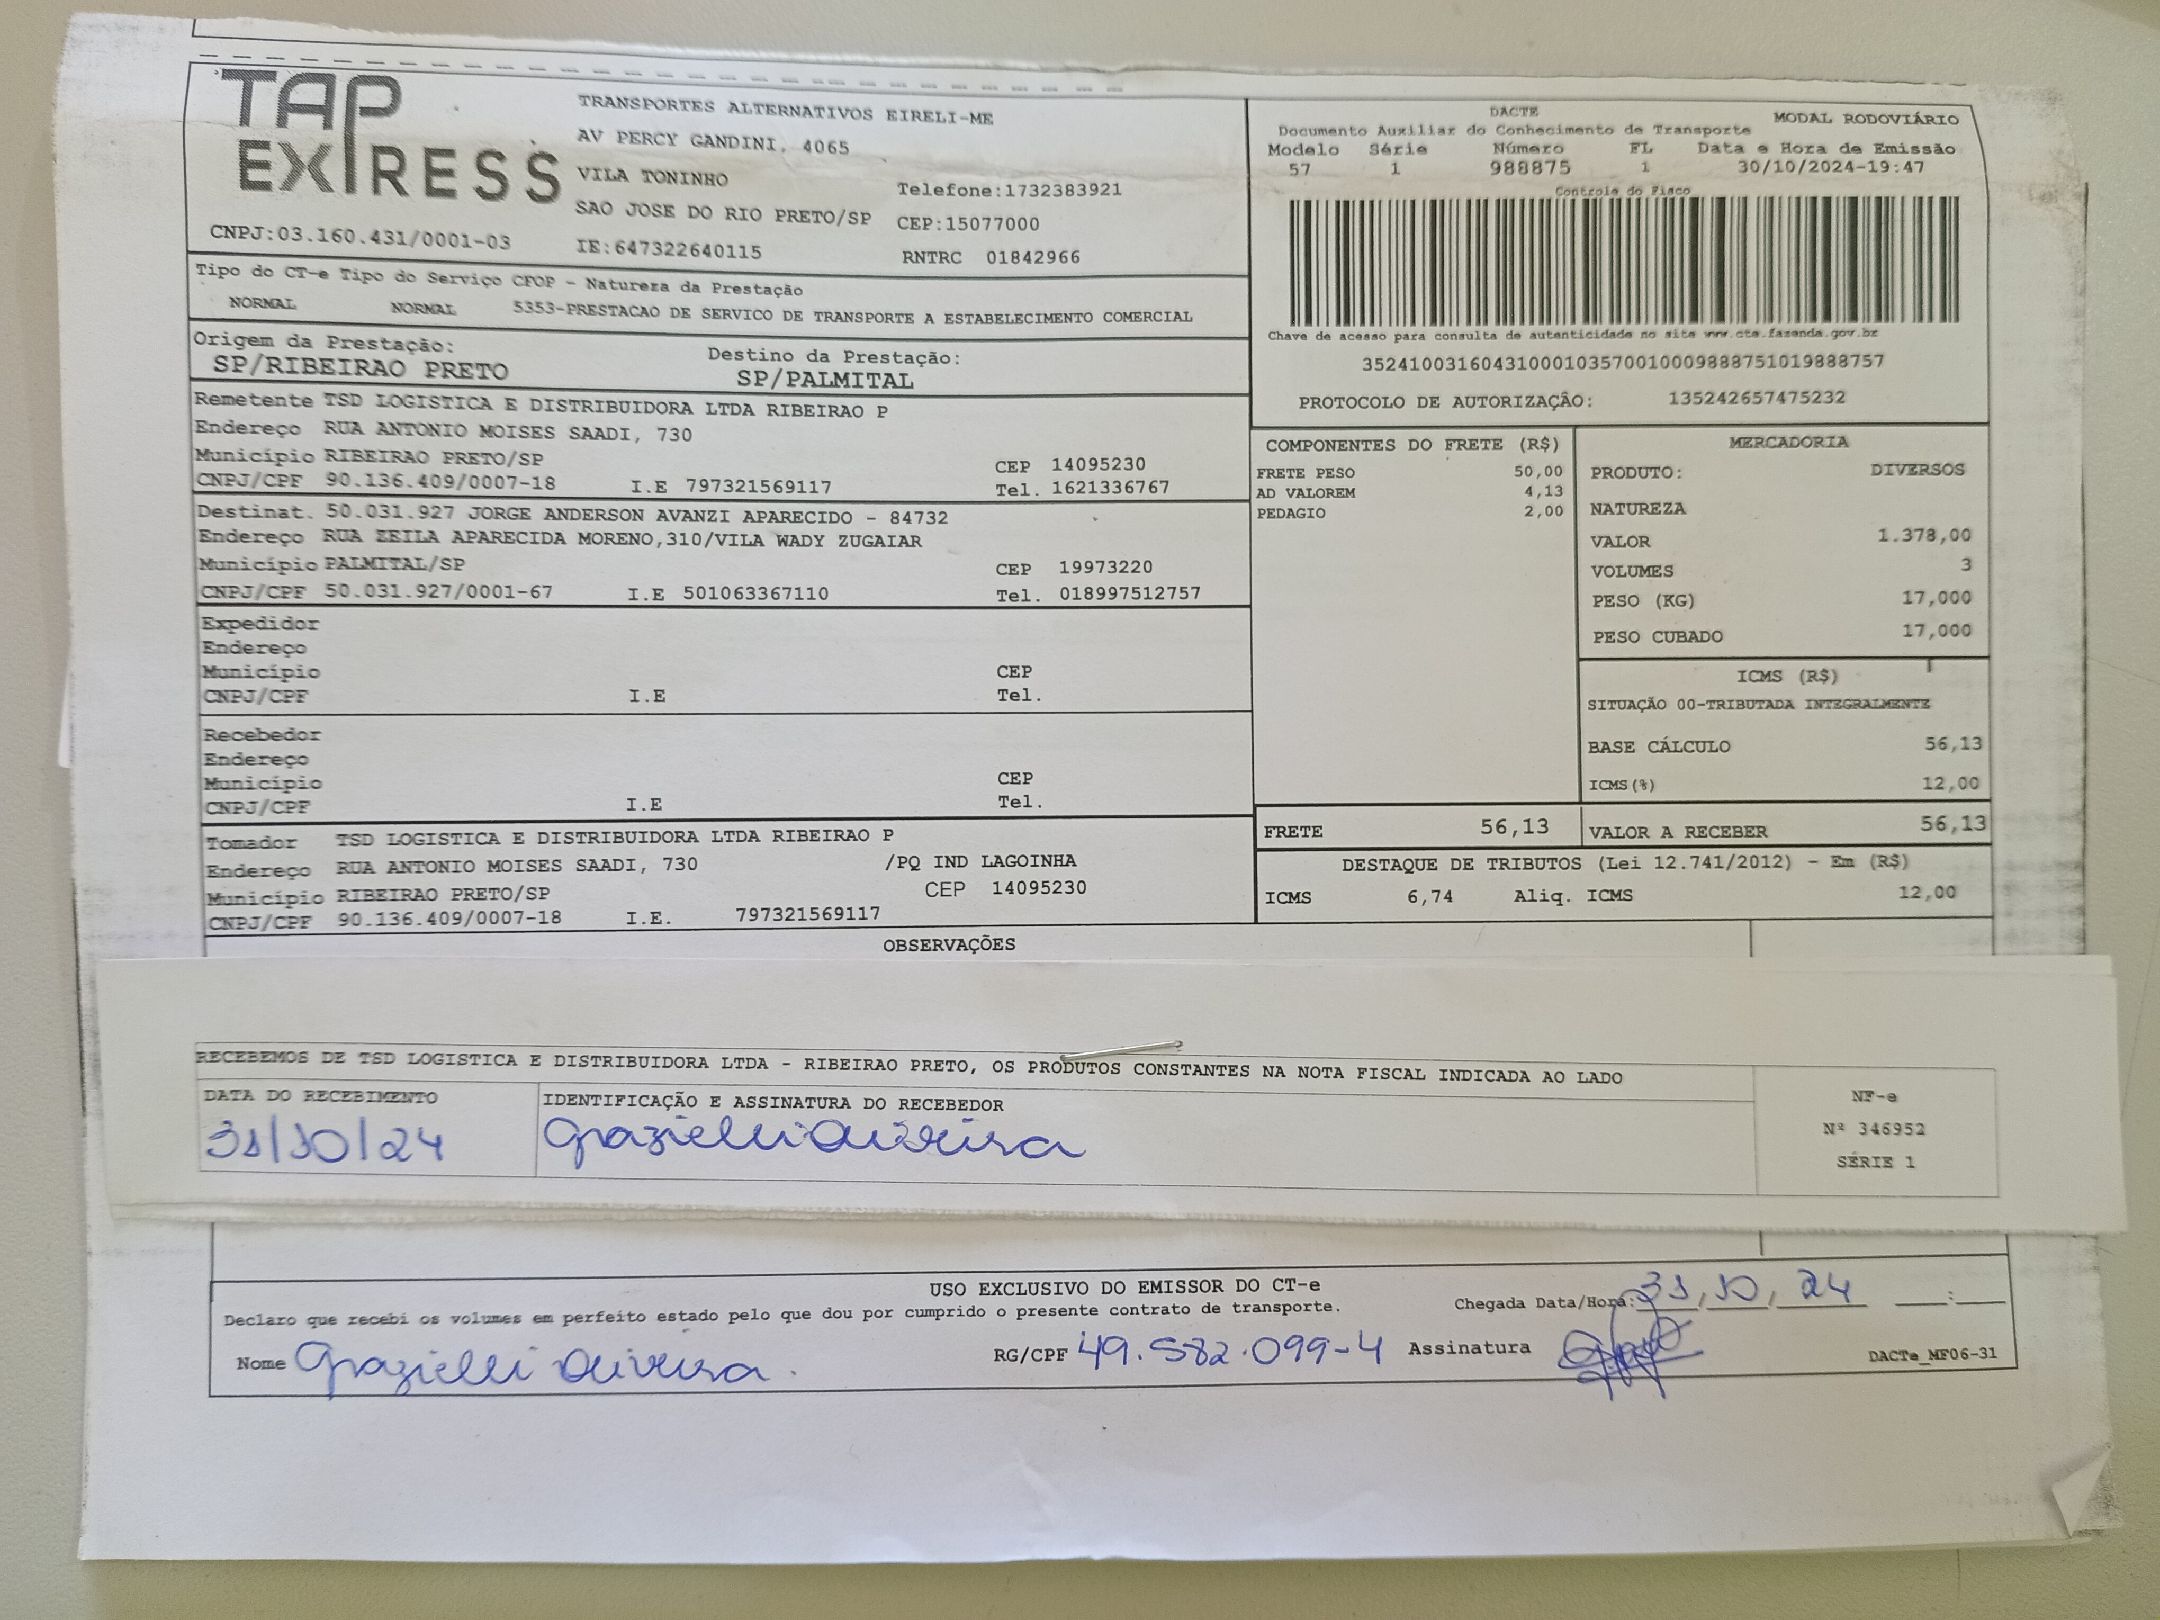 TAP EXPRESS
TRANSPORTES ALTERNATIVOS EIRELI-ME
AV PERCY GANDINI, 4065
VILA TONINHO
Telefone:1732383921
SAO JOSE DO RIO PRETO/SP CEP:15077000
CNPJ:03.160.431/0001-03 IE:647322640115 RNTRC 01842966
DACTE MODAL RODOVIÁRIO
Documento Auxiliar do Conhecimento de Transporte
Modelo Série Número FL Data e Hora de Emissão
57 1 988875 1 30/10/2024-19:47
Controle do Fisco
Chave de acesso para consulta de autenticidade no site www.cte.fazenda.gov.br
35241003160431000103570010009888751019888757
PROTOCOLO DE AUTORIZAÇÃO: 135242657475232
Tipo do CT-e Tipo do Serviço CFOP - Natureza da Prestação
NORMAL NORMAL 5353-PRESTACAO DE SERVICO DE TRANSPORTE A ESTABELECIMENTO COMERCIAL
Origem da Prestação: Destino da Prestação:
SP/RIBEIRAO PRETO SP/PALMITAL
Remetente TSD LOGISTICA E DISTRIBUIDORA LTDA RIBEIRAO P
Endereço RUA ANTONIO MOISES SAADI, 730
Município RIBEIRAO PRETO/SP CEP 14095230
CNPJ/CPF 90.136.409/0007-18 I.E 797321569117 Tel. 1621336767
Destinat. 50.031.927 JORGE ANDERSON AVANZI APARECIDO - 84732
Endereço RUA ZEILA APARECIDA MORENO,310/VILA WADY ZUGAIAR
Município PALMITAL/SP CEP 19973220
CNPJ/CPF 50.031.927/0001-67 I.E 501063367110 Tel. 018997512757
Expedidor
Endereço
Município CEP
CNPJ/CPF I.E Tel.
Recebedor
Endereço
Município CEP
CNPJ/CPF I.E Tel.
Tomador TSD LOGISTICA E DISTRIBUIDORA LTDA RIBEIRAO P
Endereço RUA ANTONIO MOISES SAADI, 730 /PQ IND LAGOINHA
Município RIBEIRAO PRETO/SP CEP 14095230
CNPJ/CPF 90.136.409/0007-18 I.E. 797321569117
COMPONENTES DO FRETE (R$)
FRETE PESO 50,00
AD VALOREM 4,13
PEDAGIO 2,00
MERCADORIA
PRODUTO: DIVERSOS
NATUREZA
VALOR 1.378,00
VOLUMES 3
PESO (KG) 17,000
PESO CUBADO 17,000
ICMS (R$)
SITUAÇÃO 00-TRIBUTADA INTEGRALMENTE
BASE CÁLCULO 56,13
ICMS(%) 12,00
FRETE 56,13 VALOR A RECEBER 56,13
DESTAQUE DE TRIBUTOS (Lei 12.741/2012) - Em (R$)
ICMS 6,74 Aliq. ICMS 12,00
OBSERVAÇÕES
RECEBEMOS DE TSD LOGISTICA E DISTRIBUIDORA LTDA - RIBEIRAO PRETO, OS PRODUTOS CONSTANTES NA NOTA FISCAL INDICADA AO LADO
DATA DO RECEBIMENTO IDENTIFICAÇÃO E ASSINATURA DO RECEBEDOR
31/10/24 Grazielli Oliveira
NF-e
Nº 346952
SÉRIE 1
USO EXCLUSIVO DO EMISSOR DO CT-e
Declaro que recebi os volumes em perfeito estado pelo que dou por cumprido o presente contrato de transporte. Chegada Data/Hora: 31, 10, 24 :
Nome Grazielli Oliveira. RG/CPF 49.582.099-4 Assinatura
DACTe_MF06-31